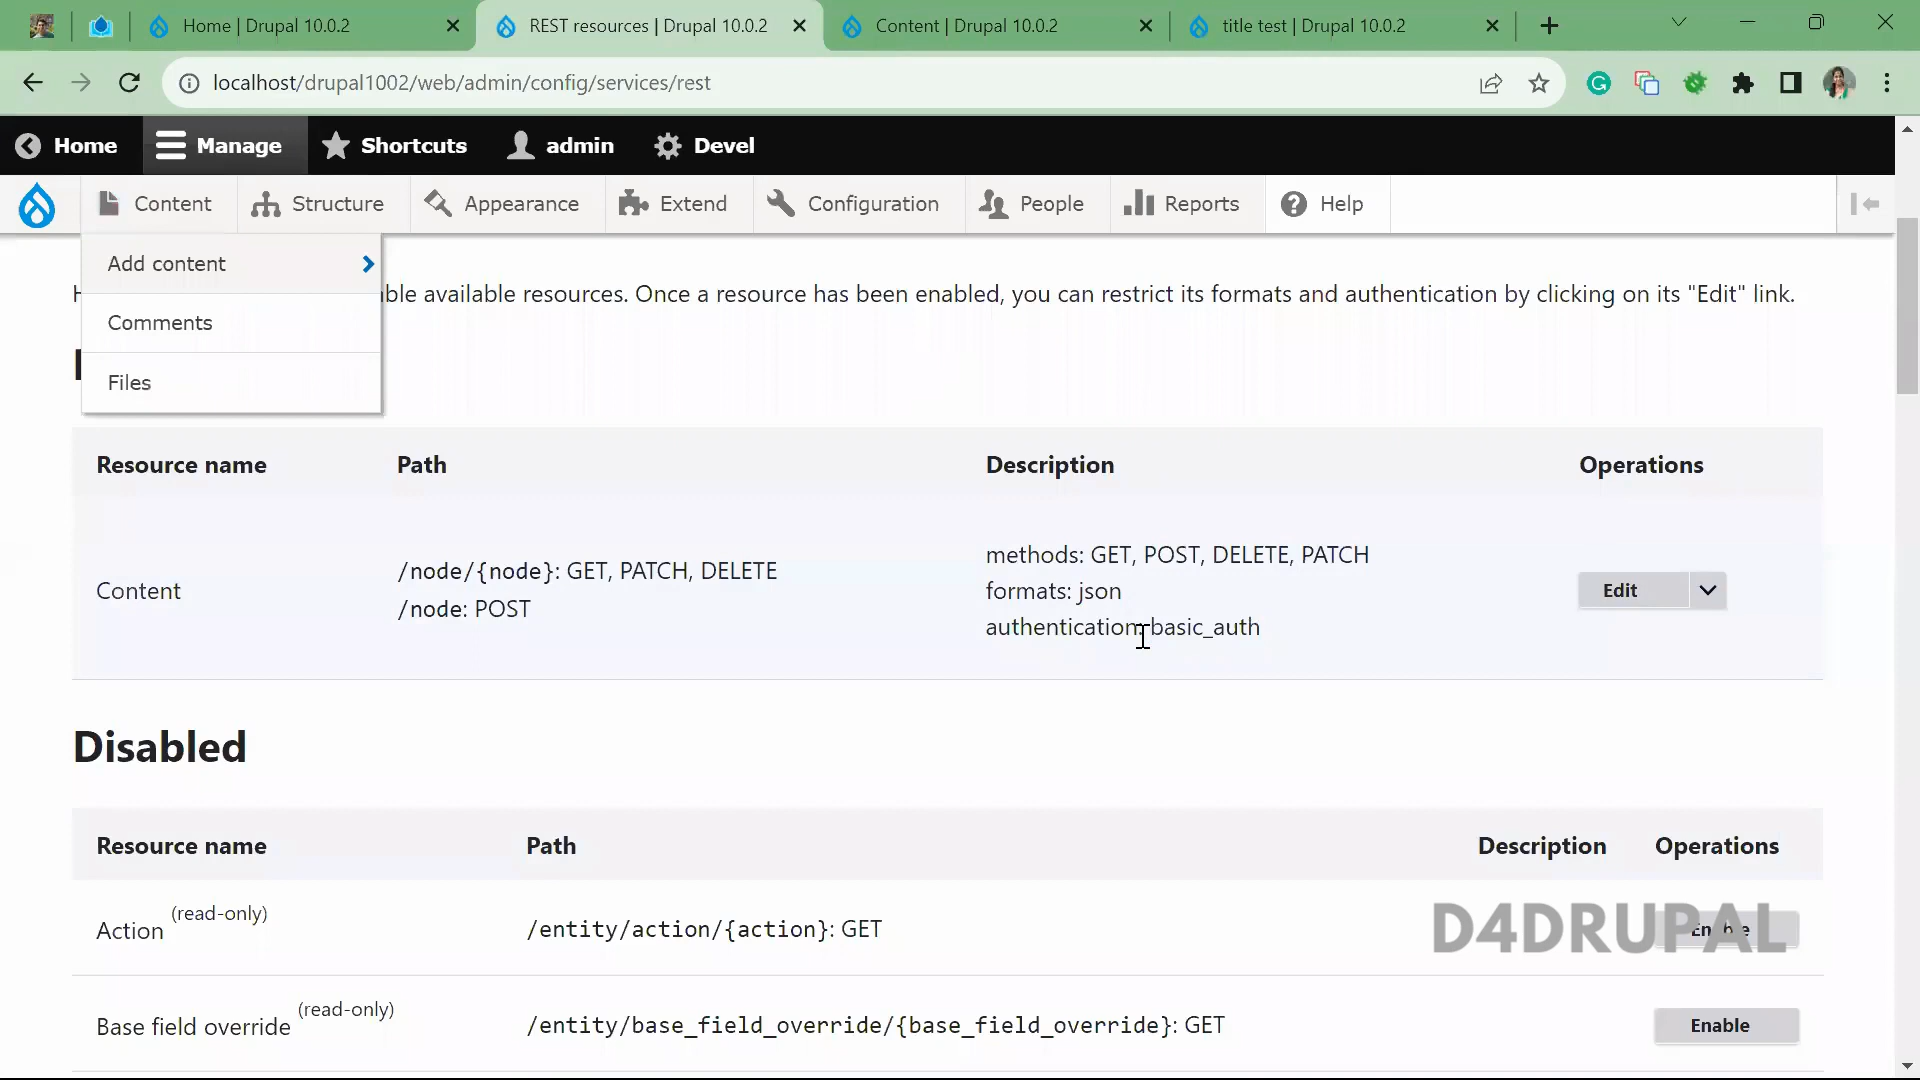 Home | Drupal 10.0.2
REST resources | Drupal 10.0.2
Content | Drupal 10.0.2
title test | Drupal 10.0.2
localhost/drupal1002/web/admin/config/services/rest
Home Manage Shortcuts admin Devel
Content Structure Appearance Extend Configuration People Reports Help
Add content
ble available resources. Once a resource has been enabled, you can restrict its formats and authentication by clicking on its "Edit" link.
Comments
Files
Resource name Path Description Operations
Content
/node/{node}: GET, PATCH, DELETE
/node: POST
methods: GET, POST, DELETE, PATCH
formats: json
authentication: basic_auth
Edit
Disabled
Resource name Path Description Operations
Action (read-only) /entity/action/{action}: GET Enable
D4DRUPAL
Base field override (read-only) /entity/base_field_override/{base_field_override}: GET Enable